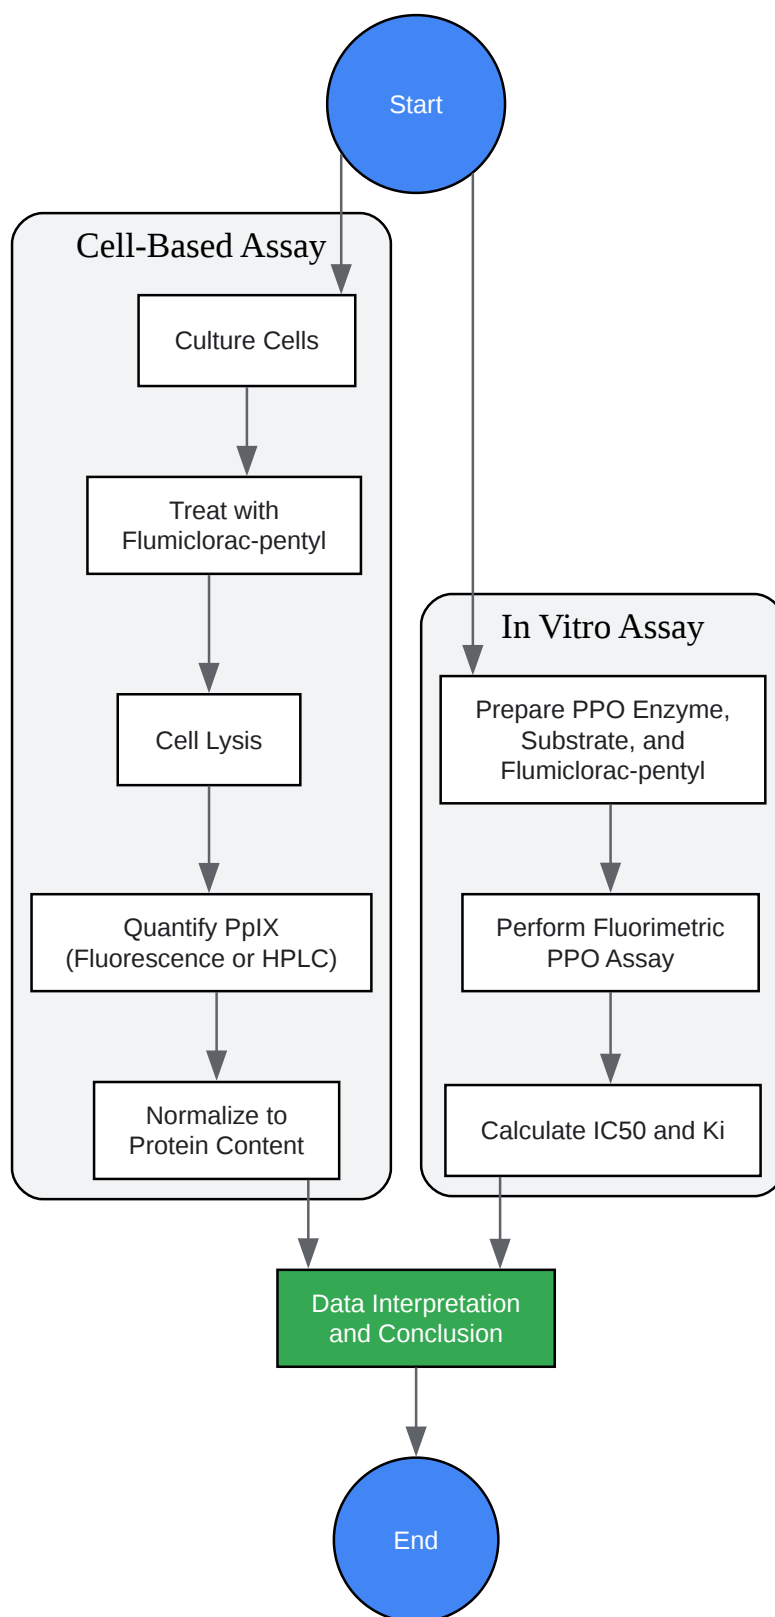 Start
Cell-Based Assay
Culture Cells
Treat with
Flumiclorac-pentyl
Cell Lysis
Quantify PpIX
(Fluorescence or HPLC)
Normalize to
Protein Content
In Vitro Assay
Prepare PPO Enzyme,
Substrate, and
Flumiclorac-pentyl
Perform Fluorimetric
PPO Assay
Calculate IC50 and Ki
Data Interpretation
and Conclusion
End